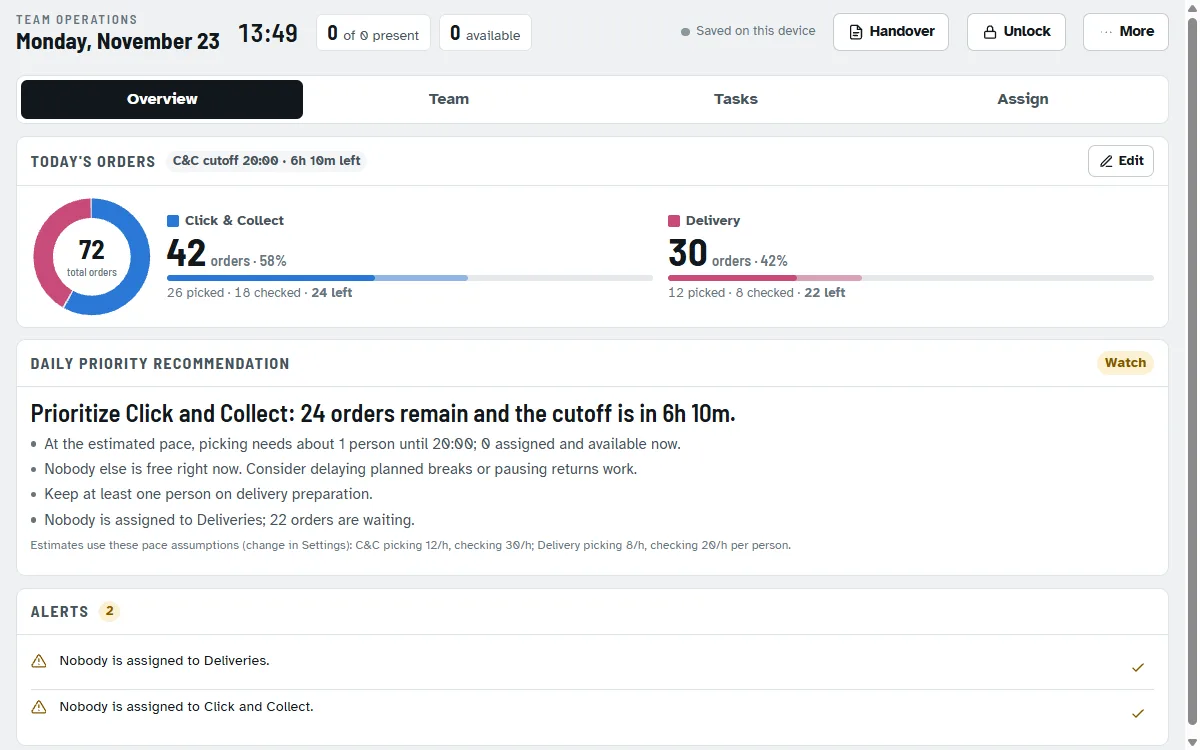 TEAM OPERATIONS
Monday, November 23
13:49
0 of 0 present
0 available
Saved on this device
Handover
Unlock
··· More
Overview
Team
Tasks
Assign
TODAY'S ORDERS
C&C cutoff 20:00 · 6h 10m left
Edit
72
total orders
Click & Collect
42 orders · 58%
26 picked · 18 checked · 24 left
Delivery
30 orders · 42%
12 picked · 8 checked · 22 left
DAILY PRIORITY RECOMMENDATION
Watch
Prioritize Click and Collect: 24 orders remain and the cutoff is in 6h 10m.
• At the estimated pace, picking needs about 1 person until 20:00; 0 assigned and available now.
• Nobody else is free right now. Consider delaying planned breaks or pausing returns work.
• Keep at least one person on delivery preparation.
• Nobody is assigned to Deliveries; 22 orders are waiting.
Estimates use these pace assumptions (change in Settings): C&C picking 12/h, checking 30/h; Delivery picking 8/h, checking 20/h per person.
ALERTS 2
Nobody is assigned to Deliveries.
Nobody is assigned to Click and Collect.